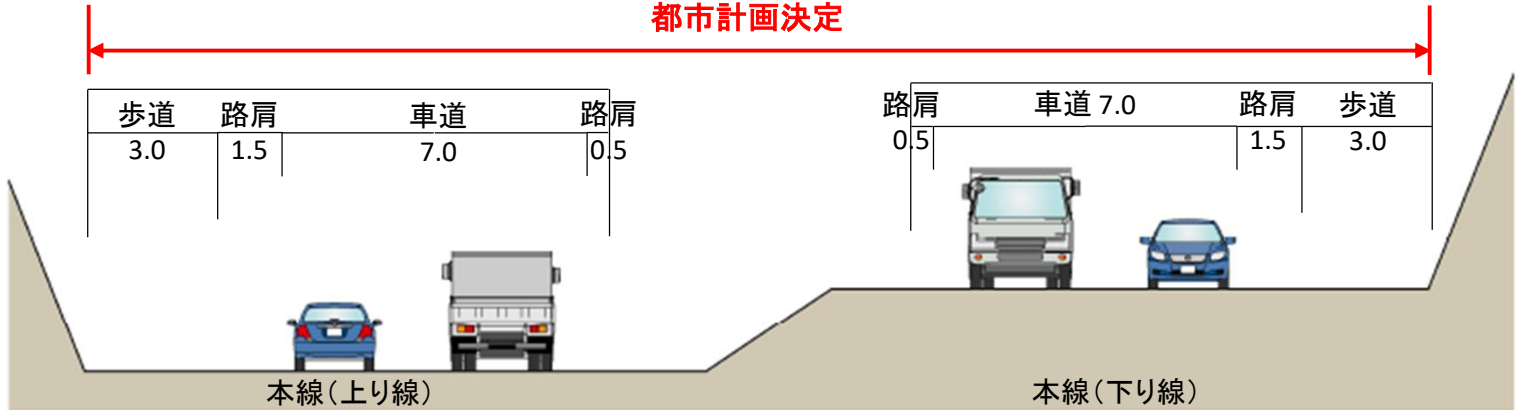 都市計画決定
歩道 路肩 車道 路肩
3.0 1.5 7.0 0.5
路肩 車道 7.0 路肩 歩道
0.5 1.5 3.0
本線(上り線)
本線(下り線)